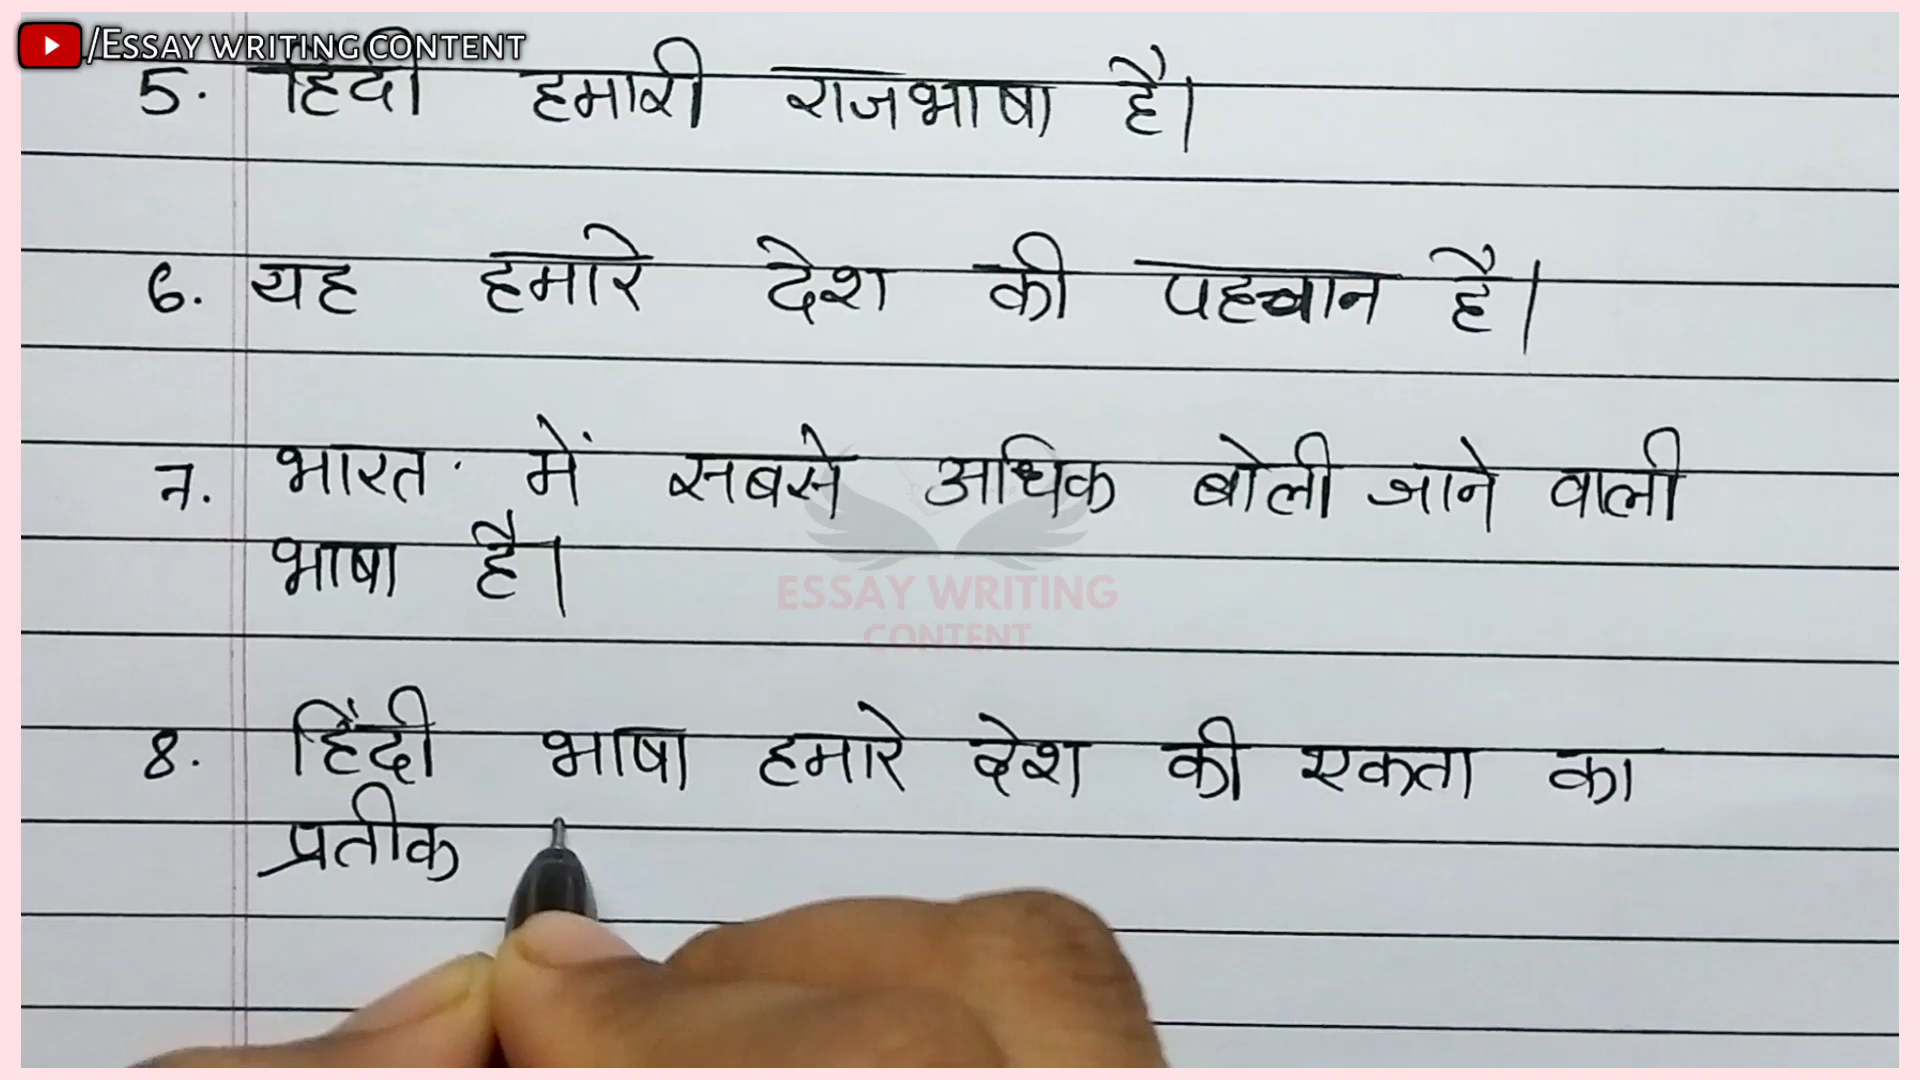 /ESSAY WRITING CONTENT
5. हिंदी हमारी राजभाषा है।
6. यह हमारे देश की पहचान है।
7. भारत में सबसे अधिक बोली जाने वाली
भाषा है।
ESSAY WRITING
CONTENT
8. हिंदी भाषा हमारे देश की एकता का
प्रतीक